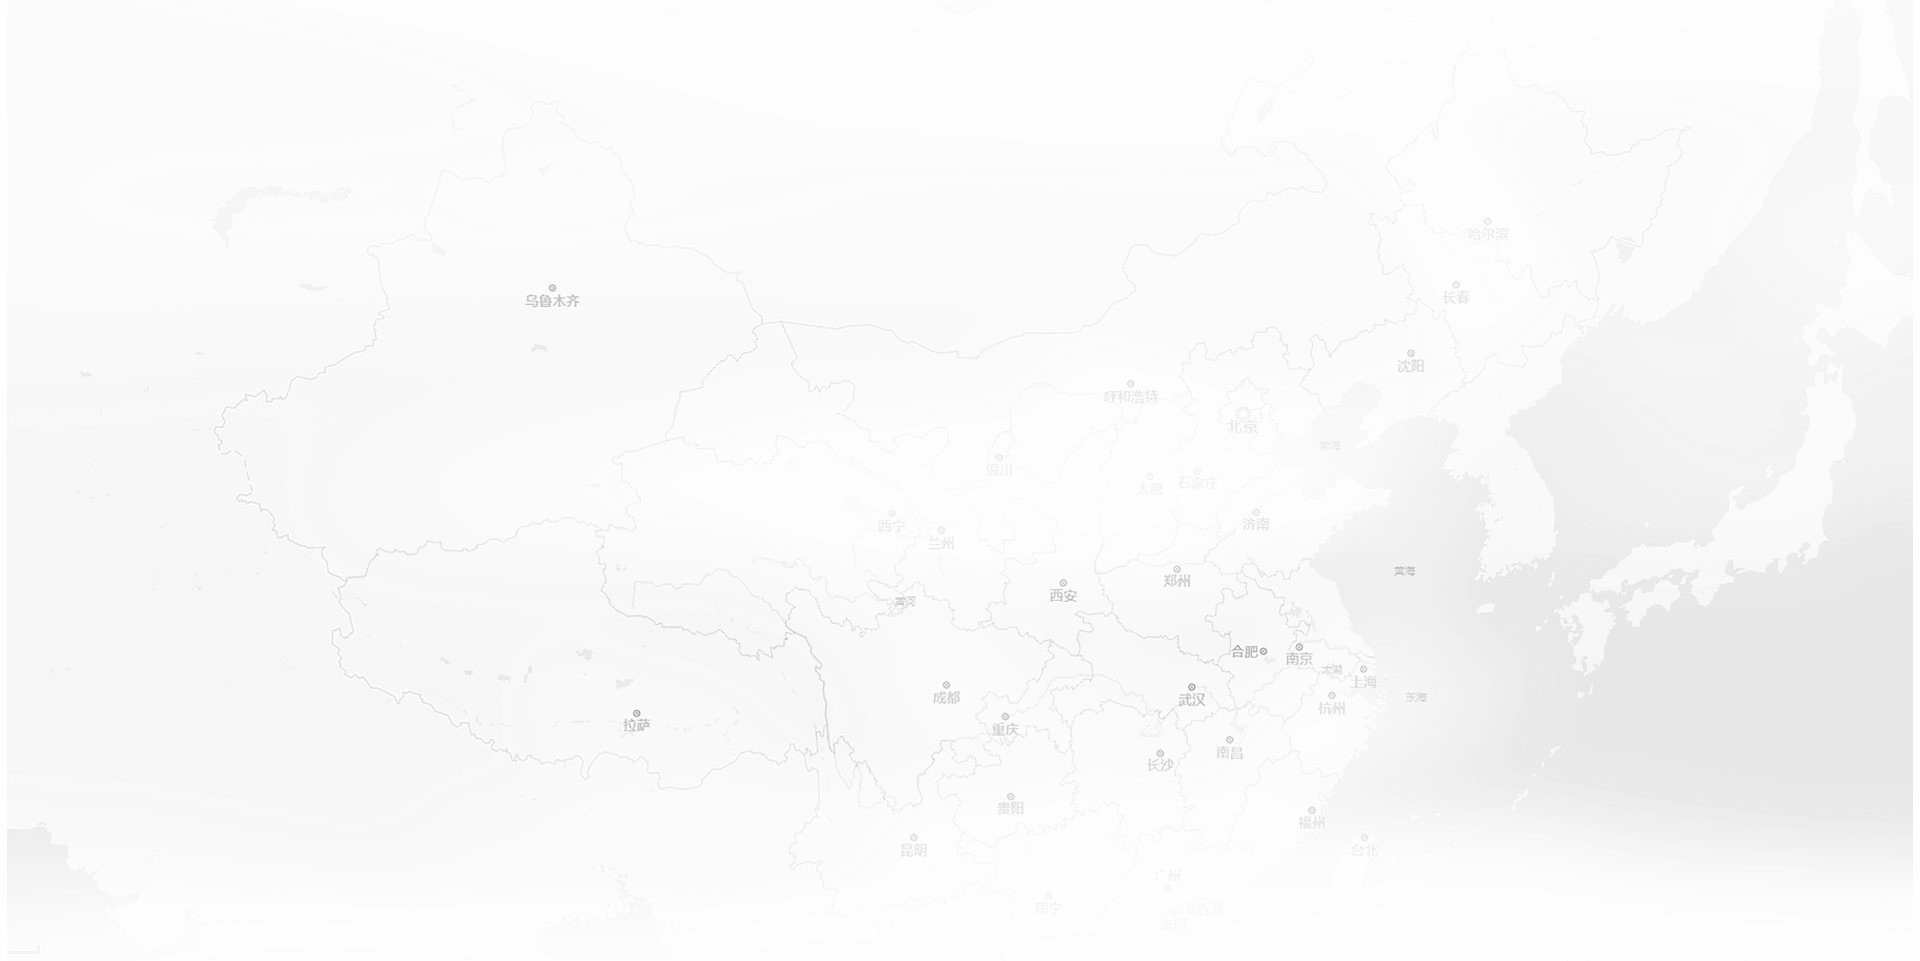 哈尔滨
长春
乌鲁木齐
沈阳
呼和浩特
北京
渤海
银川
太原
石家庄
西宁
济南
兰州
黄海
郑州
西安
黄河
合肥
南京
太湖
上海
成都
武汉
东海
杭州
拉萨
重庆
南昌
长沙
贵阳
福州
昆明
台北
广州
南宁
香港
澳门